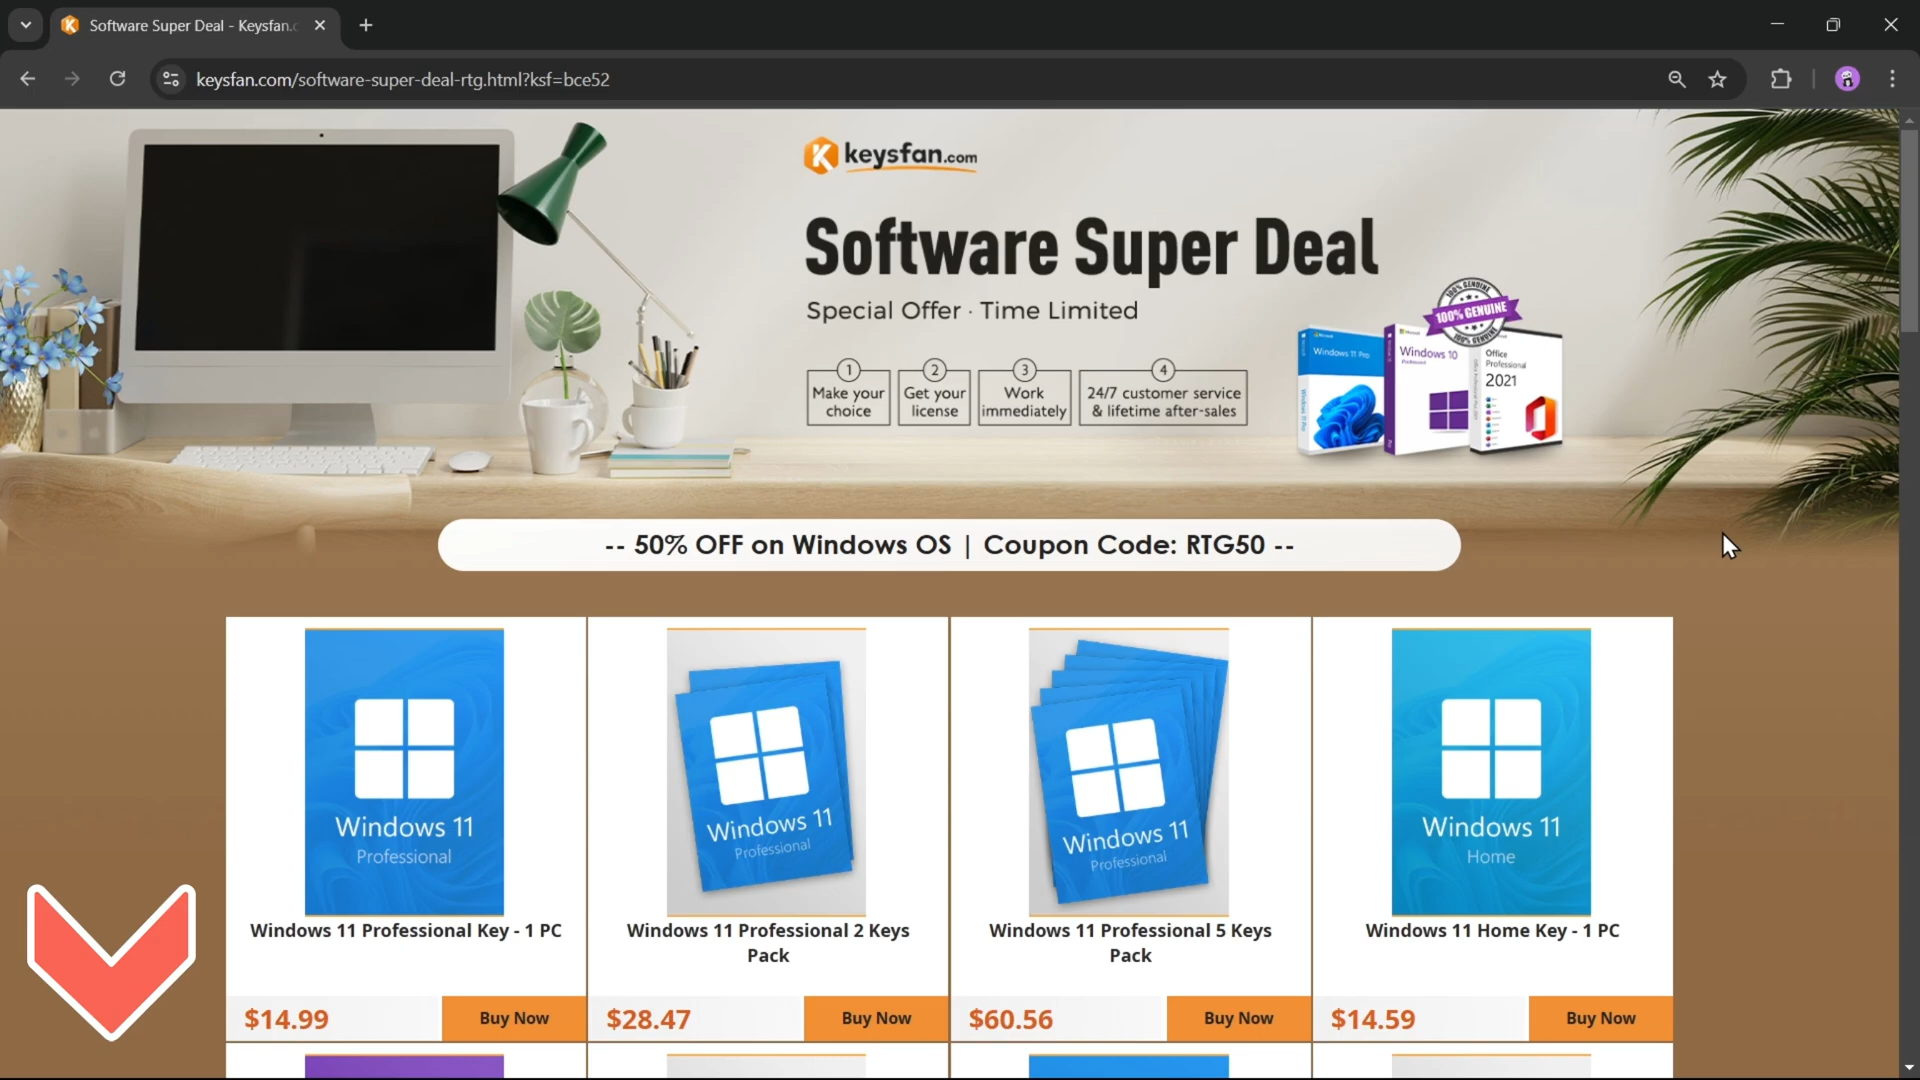 Software Super Deal - Keysfan.c
keysfan.com/software-super-deal-rtg.html?ksf=bce52
keysfan.com
Software Super Deal
Special Offer · Time Limited
1
Make your
choice
2
Get your
license
3
Work
immediately
4
24/7 customer service
& lifetime after-sales
100% GENUINE
100% GENUINE
100% GENUINE
Windows 11 Pro
Windows 10
Office
Professional
2021
-- 50% OFF on Windows OS | Coupon Code: RTG50 --
Windows 11
Professional
Windows 11 Professional Key - 1 PC
$14.99
Buy Now
Windows 11
Professional
Windows 11 Professional 2 Keys
Pack
$28.47
Buy Now
Windows 11
Professional
Windows 11 Professional 5 Keys
Pack
$60.56
Buy Now
Windows 11
Home
Windows 11 Home Key - 1 PC
$14.59
Buy Now